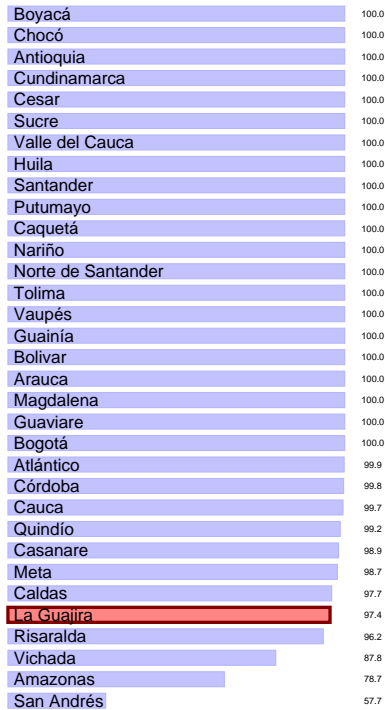 Boyacá 100.0
Chocó 100.0
Antioquia 100.0
Cundinamarca 100.0
Cesar 100.0
Sucre 100.0
Valle del Cauca 100.0
Huila 100.0
Santander 100.0
Putumayo 100.0
Caquetá 100.0
Nariño 100.0
Norte de Santander 100.0
Tolima 100.0
Vaupés 100.0
Guainía 100.0
Bolivar 100.0
Arauca 100.0
Magdalena 100.0
Guaviare 100.0
Bogotá 100.0
Atlántico 99.9
Córdoba 99.8
Cauca 99.7
Quindío 99.2
Casanare 98.9
Meta 98.7
Caldas 97.7
La Guajira 97.4
Risaralda 96.2
Vichada 87.8
Amazonas 78.7
San Andrés 57.7